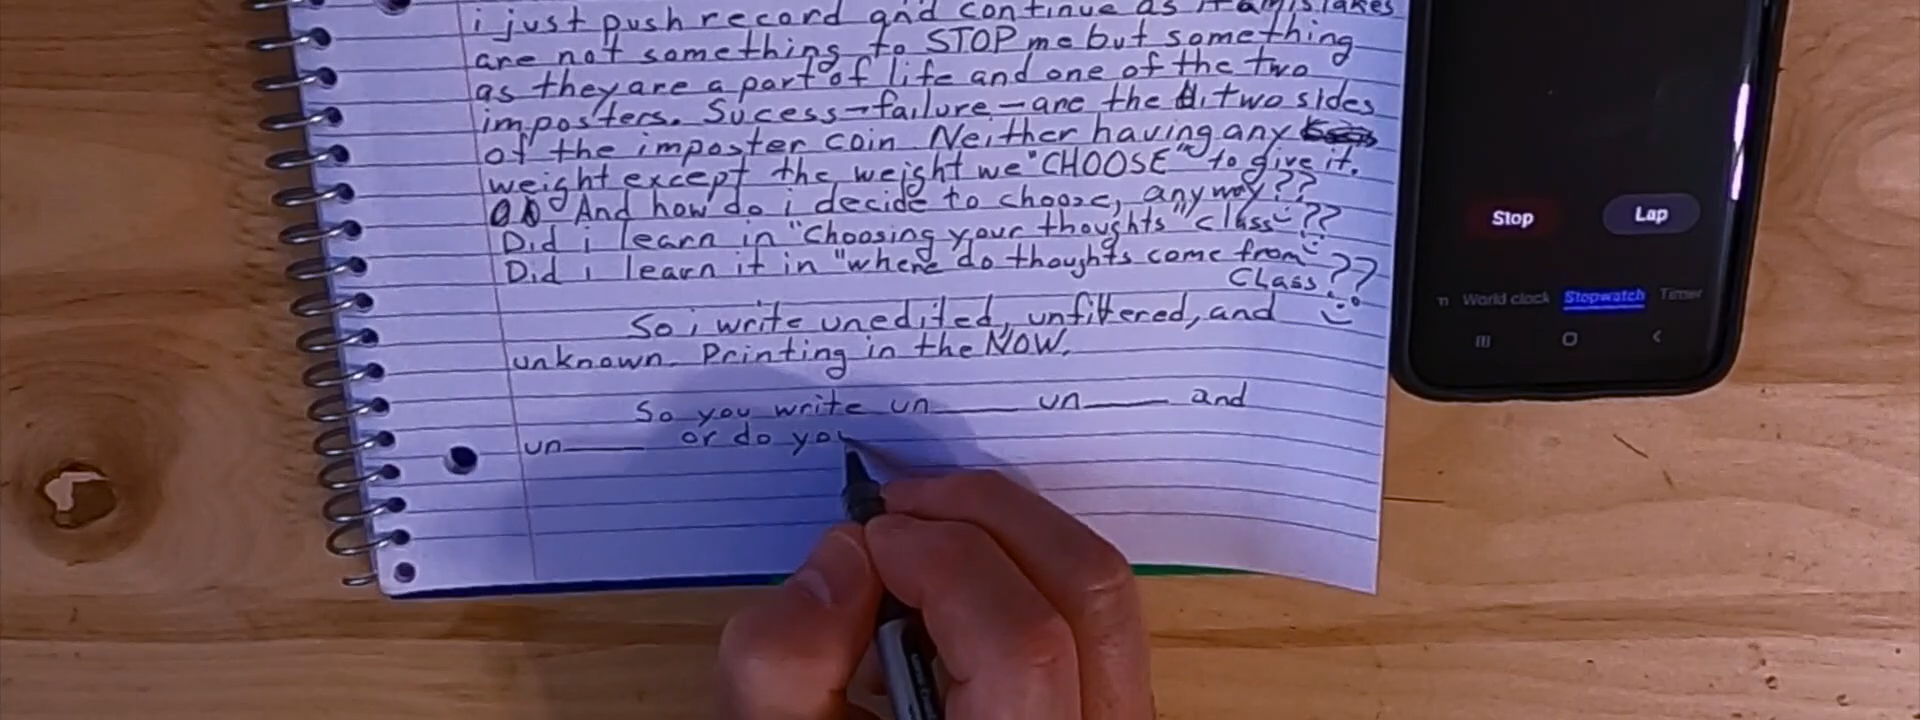 i just push record and continue as if mistakes
are not something to STOP me but something
as they are a part of life and one of the two
imposters. Sucess-failure-are the two sides
of the imposter coin Neither having any
weight except the weight we "CHOOSE" to give it.
And how do i decide to choose, anyway??
Did i learn in "choosing your thoughts" class??
Did i learn it in "where do thoughts come from
Class??
So i write unedited, unfiltered, and
unknown. Printing in the NOW.
So you write un____ un____ and
un____ or do you
Stop
Lap
World clock
Stopwatch
Timer